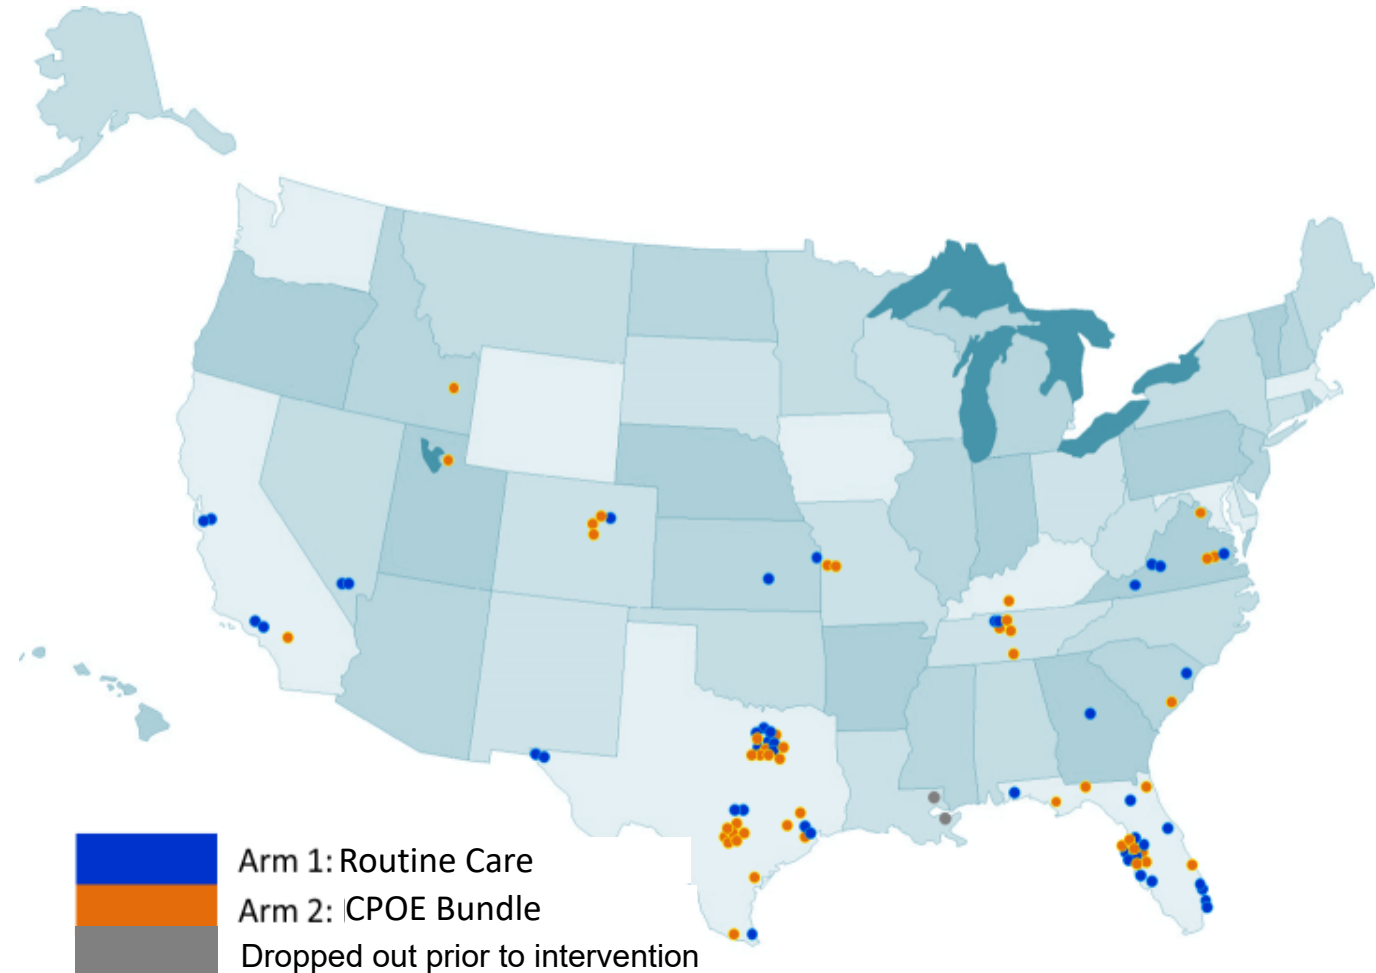 Arm 1: Routine Care
Arm 2: CPOE Bundle
Dropped out prior to intervention